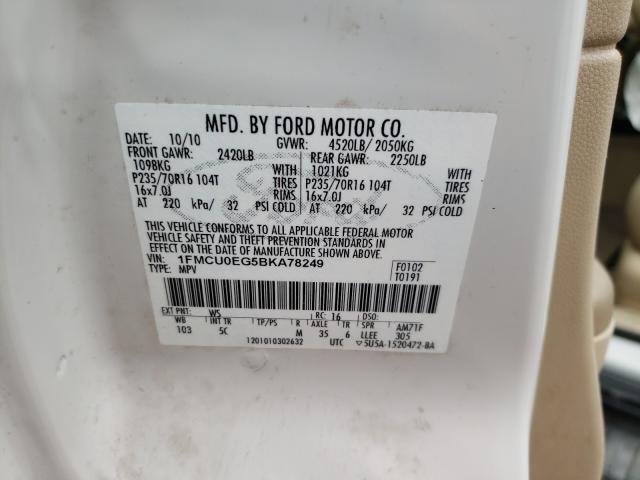 MFD. BY FORD MOTOR CO.
DATE: 10/10 GVWR: 4520LB/ 2050KG
FRONT GAWR: 2420LB REAR GAWR: 2250LB
1098KG WITH 1021KG WITH
P235/70R16 104T TIRES P235/70R16 104T TIRES
16x7.0J RIMS 16x7.0J RIMS
AT 220 kPa/ 32 PSI COLD AT 220 kPa/ 32 PSI COLD
THIS VEHICLE CONFORMS TO ALL APPLICABLE FEDERAL MOTOR
VEHICLE SAFETY AND THEFT PREVENTION STANDARDS IN
EFFECT ON THE DATE OF MANUFACTURE SHOWN ABOVE.
VIN: 1FMCU0EG5BKA78249
TYPE: MPV
F0102
T0191
EXT PNT: WS RC: 16 DSO:
WB INT TR TP/PS R AXLE TR SPR AM71F
103 5C M 35 6 LLEE 305
1201010302632 UTC 5U5A-1520472-BA